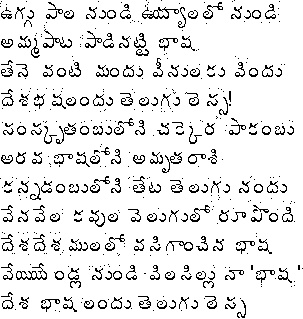 ఉగ్గు పాల నుండి ఉయ్యాలలో నుండి
అమ్మపాట పాడినట్టి భాష
తేనె వంటి మందు వీనులకు విందు
దేశభాషలందు తెలుగు లెస్స!
సంస్కృతంబులోని చక్కెర పాకంబు
అరవ భాషలోని అమృతరాశి
కన్నడంబులోని తేట తెలుగు నందు
వేనవేల కవుల వెలుగులో రూపొంది
దేశదేశములలో వాసిగాంచిన భాష
వేయేండ్ల నుండి విలసిల్లు నా 'భాష'
దేశ భాషలందు తెలుగు లెస్స